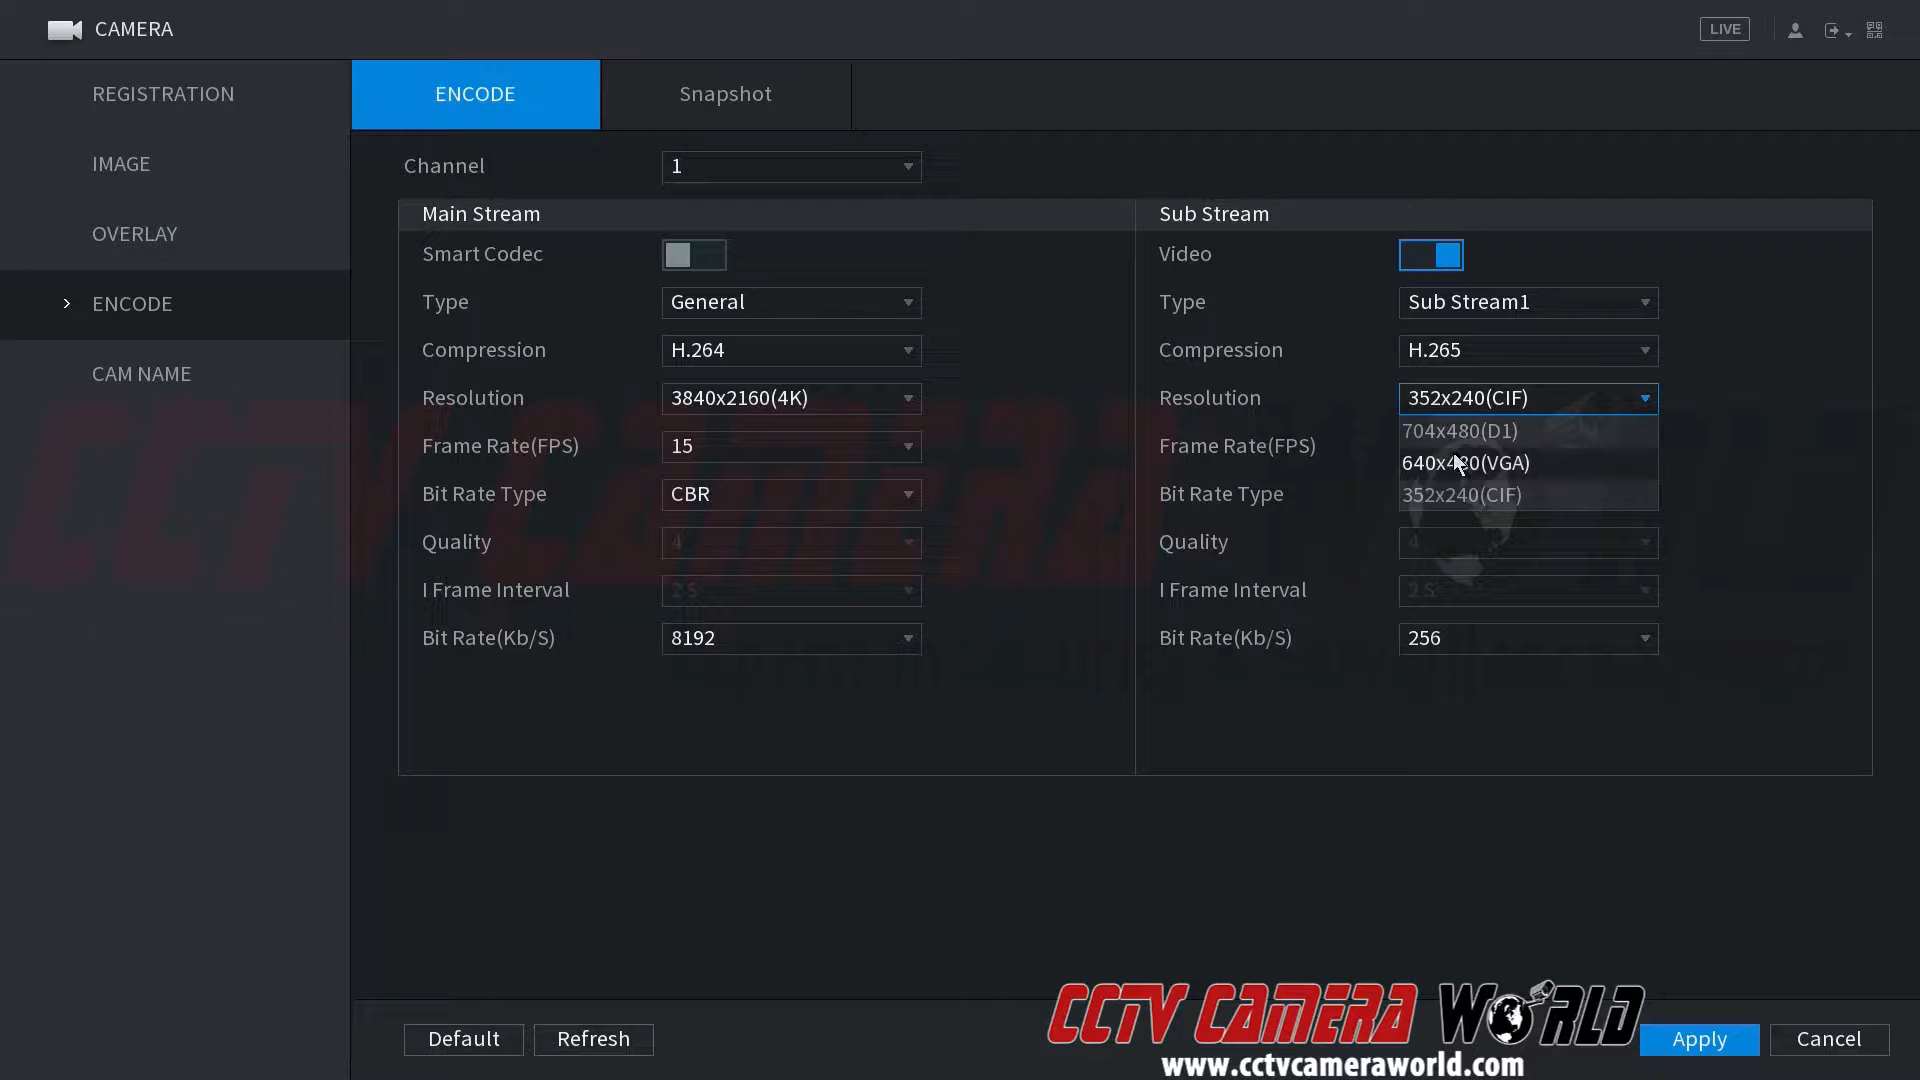 CAMERA
LIVE
REGISTRATION
IMAGE
OVERLAY
ENCODE
CAM NAME
ENCODE Snapshot
Channel 1
Main Stream
Smart Codec
Type General
Compression H.264
Resolution 3840x2160(4K)
Frame Rate(FPS) 15
Bit Rate Type CBR
Quality 4
I Frame Interval 2 S
Bit Rate(Kb/S) 8192
Sub Stream
Video
Type Sub Stream1
Compression H.265
Resolution 352x240(CIF)
704x480(D1)
Frame Rate(FPS)
640x480(VGA)
Bit Rate Type 352x240(CIF)
Quality 4
I Frame Interval 2 S
Bit Rate(Kb/S) 256
Default Refresh
CCTV CAMERA WORLD
www.cctvcameraworld.com
Apply Cancel